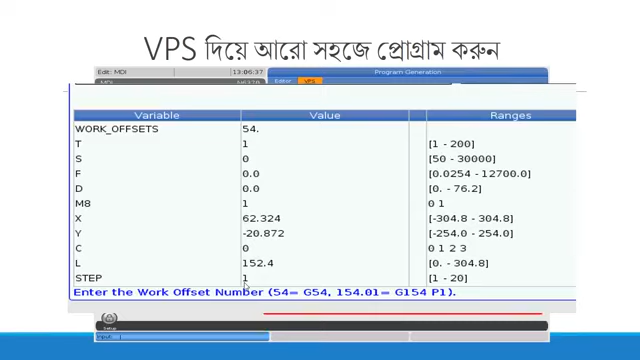 VPS দিয়ে আরো সহজে প্রোগ্রাম করুন
Edit: MDI 13:06:37 Program Generation
Editor VPS
Variable Value Ranges
WORK_OFFSETS 54.
T 1 [1 - 200]
S 0 [50 - 30000]
F 0.0 [0.0254 - 12700.0]
D 0.0 [0. - 76.2]
M8 1 0 1
X 62.324 [-304.8 - 304.8]
Y -20.872 [-254.0 - 254.0]
C 0 0 1 2 3
L 152.4 [0. - 304.8]
STEP 1 [1 - 20]
Enter the Work Offset Number (54= G54, 154.01= G154 P1).
Setup
Input: